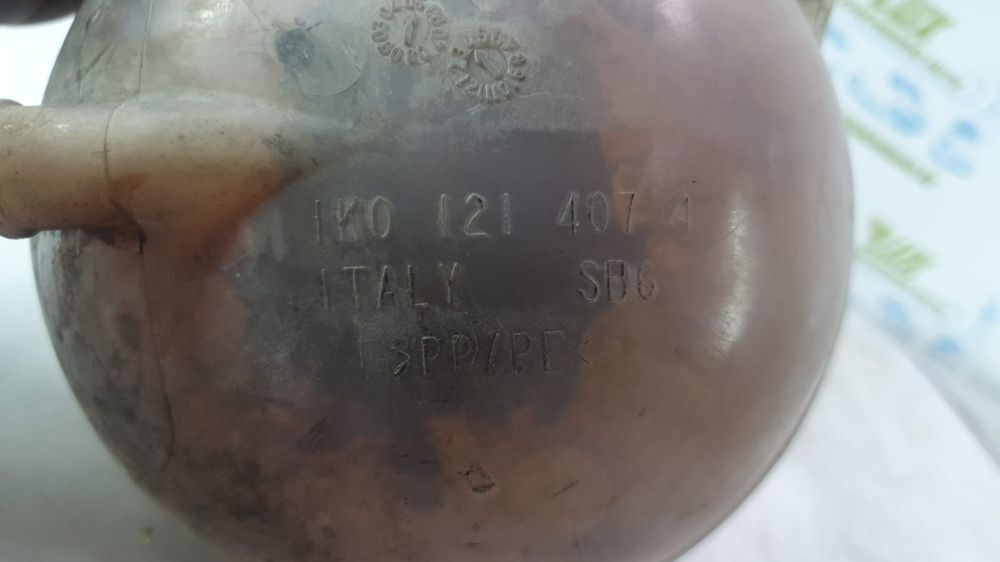 1K0 121 407 A
ITALY SB6
>PP/PE<